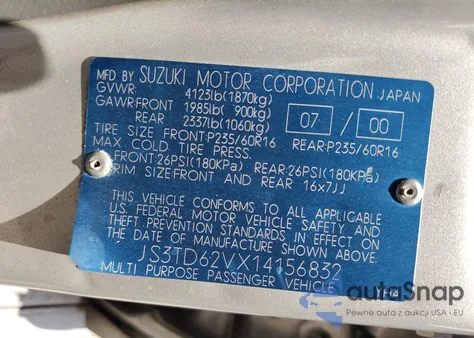 MFD BY SUZUKI MOTOR CORPORATION JAPAN
GVWR: 4123lb(1870kg)
GAWR:FRONT 1985lb( 900kg)
REAR 2337lb(1060kg) 07 / 00
TIRE SIZE FRONT:P235/60R16 REAR:P235/60R16
MAX. COLD TIRE PRESS.
FRONT:26PSI(180KPa) REAR:26PSI(180KPa)
RIM SIZE:FRONT AND REAR 16x7JJ
THIS VEHICLE CONFORMS TO ALL APPLICABLE
U.S. FEDERAL MOTOR VEHICLE SAFETY AND
THEFT PREVENTION STANDARDS IN EFFECT ON
THE DATE OF MANUFACTURE SHOWN ABOVE.
JS3TD62VX14156832
MULTI PURPOSE PASSENGER VEHICLE
autoSnap
Pewne auta z aukcji USA i EU